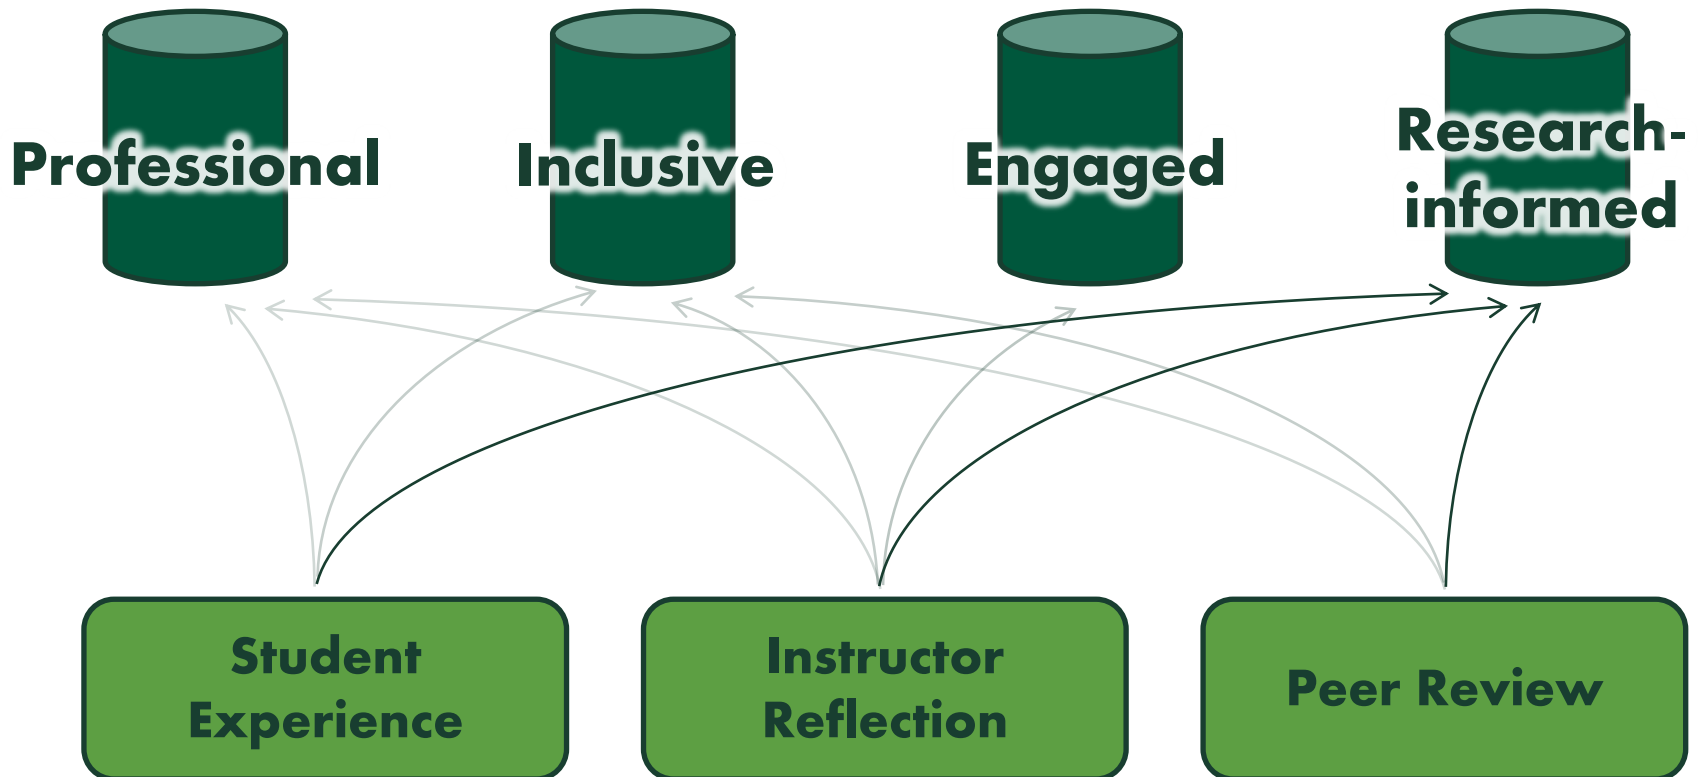 Professional
Inclusive
Engaged
Research-
informed
Student
Experience
Instructor
Reflection
Peer Review